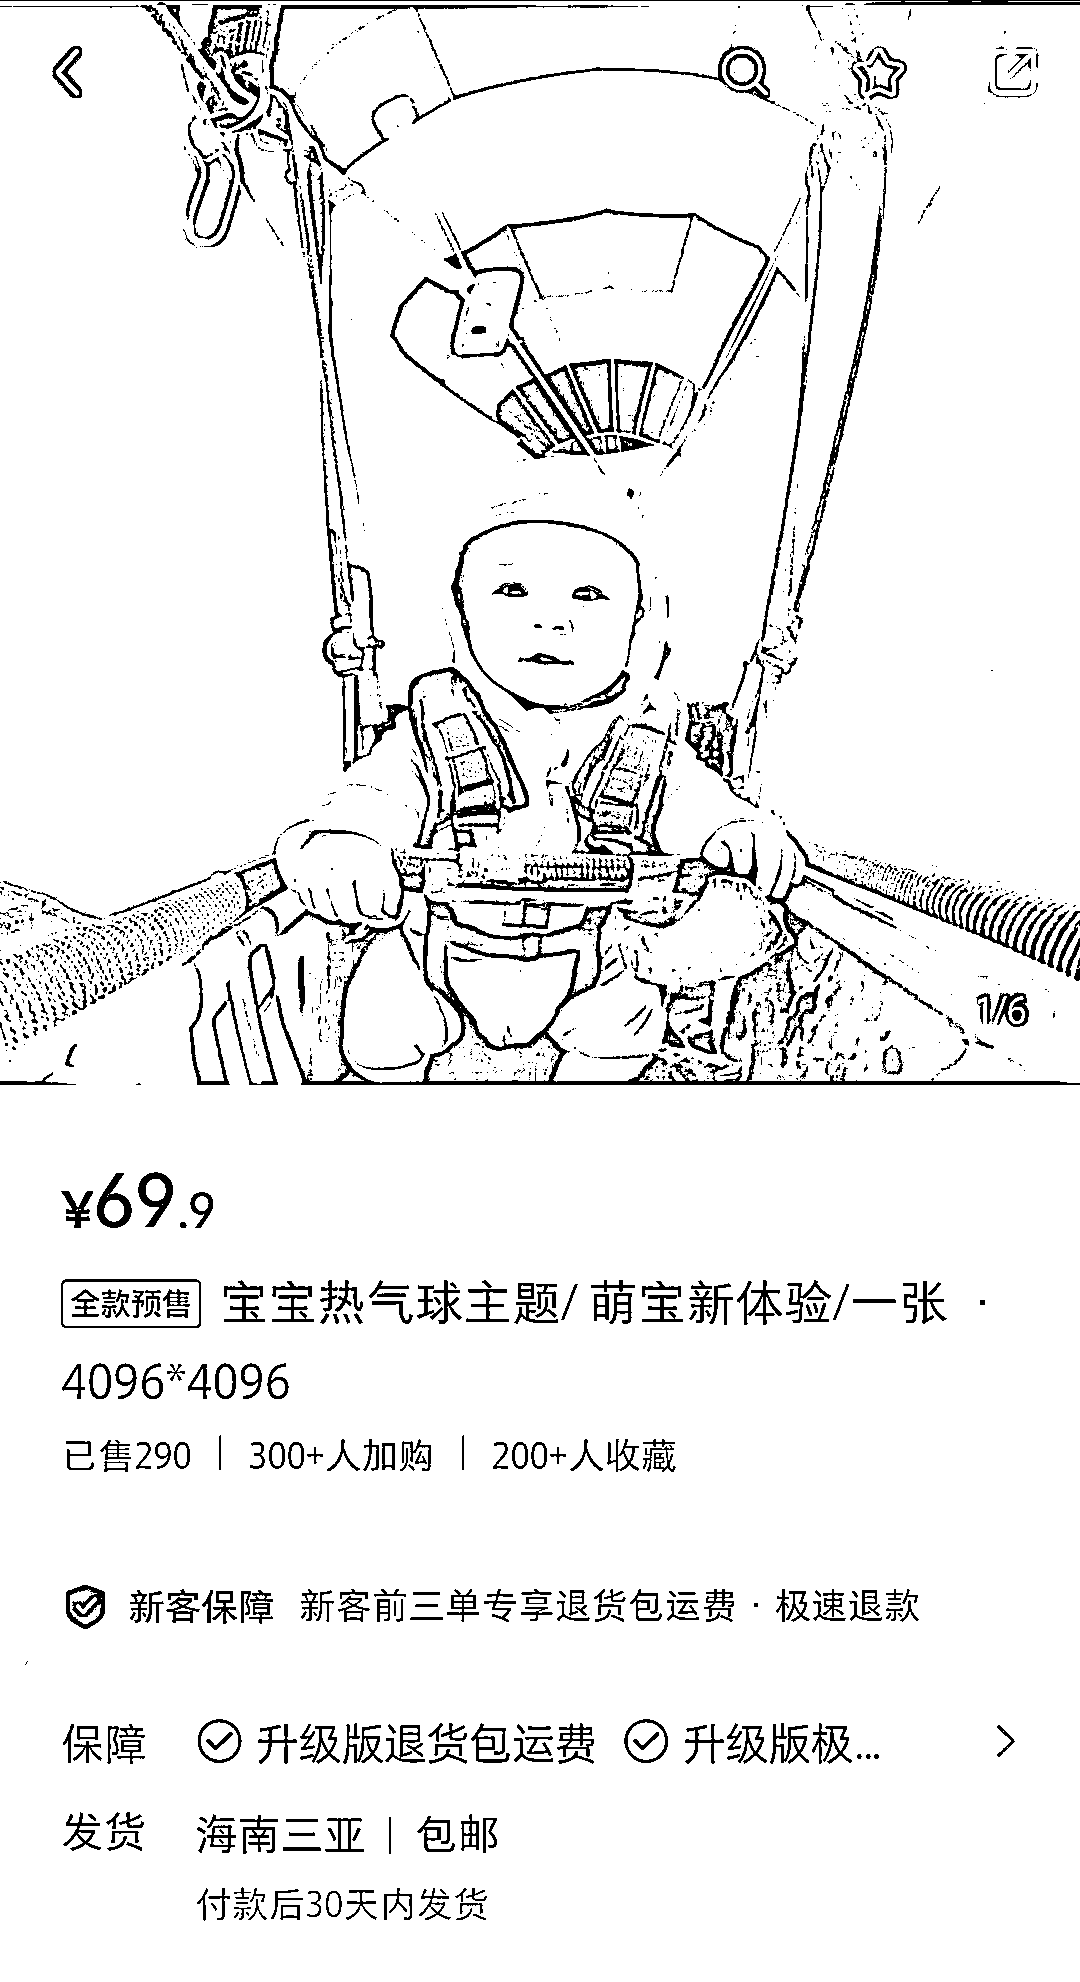 1/6
¥69.9
全款预售 宝宝热气球主题/ 萌宝新体验/一张 ·
4096*4096
已售290 | 300+人加购 | 200+人收藏
新客保障 新客前三单专享退货包运费 · 极速退款
保障 升级版退货包运费 升级版极...
发货 海南三亚 | 包邮
付款后30天内发货